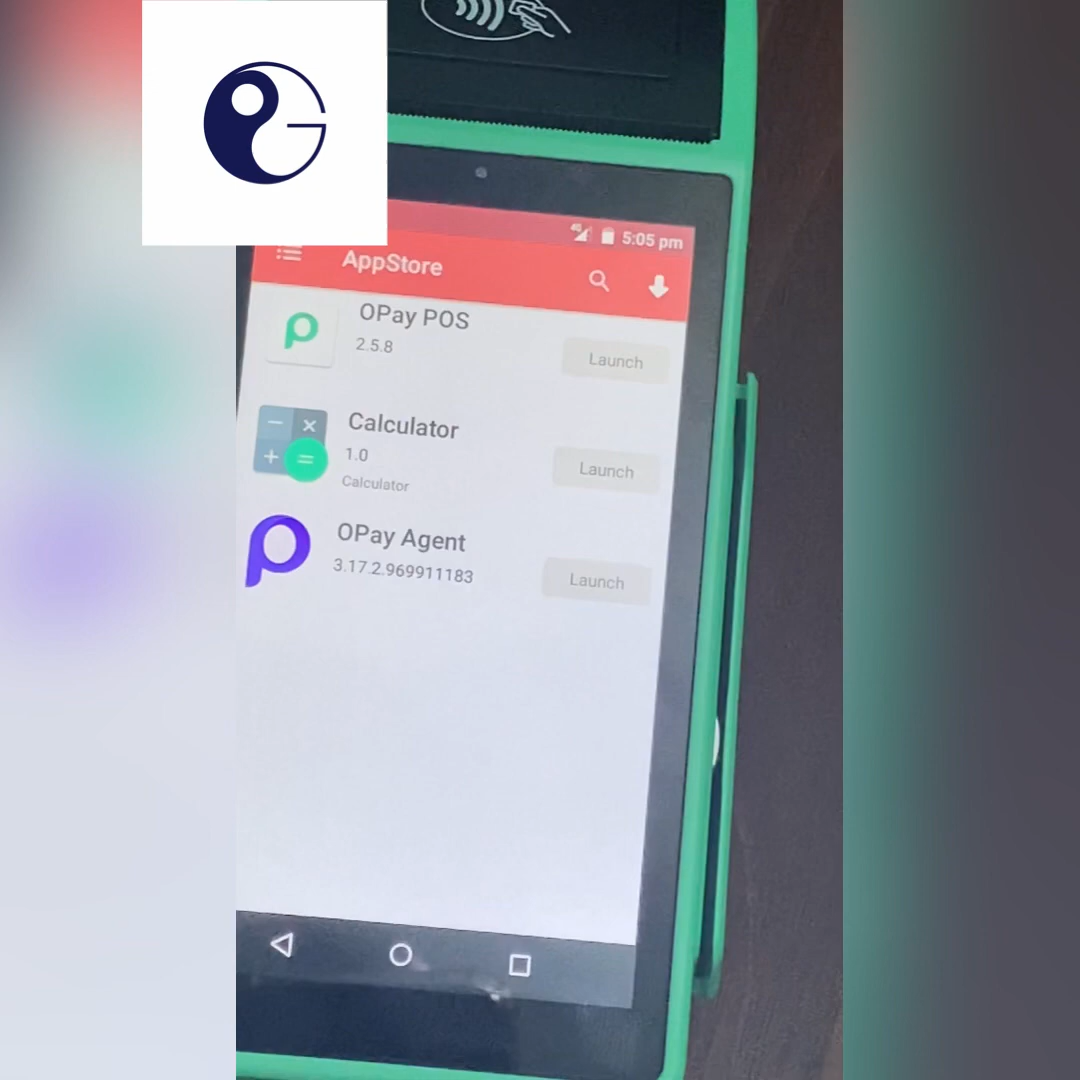 5:05 pm
AppStore
OPay POS
2.5.8
Launch
Calculator
1.0
Calculator
Launch
OPay Agent
3.17.2.969911183
Launch